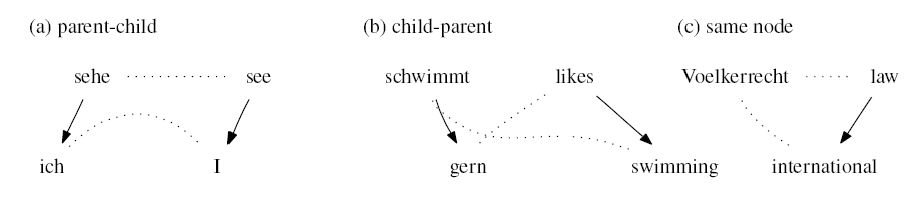 (a) parent-child (b) child-parent (c) same node
sehe see schwimmt likes Voelkerrecht law
ich I gern swimming international